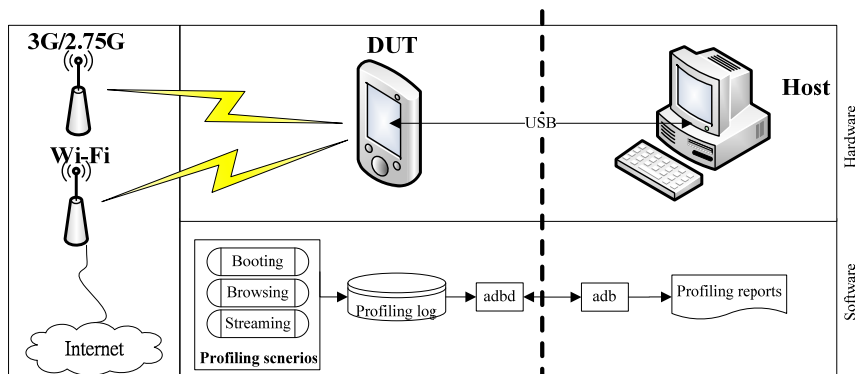 3G/2.75G
DUT
Host
USB
Wi-Fi
Hardware
Booting
Browsing
Streaming
Profiling scnerios
Profiling log
adbd
adb
Profiling reports
Internet
Software